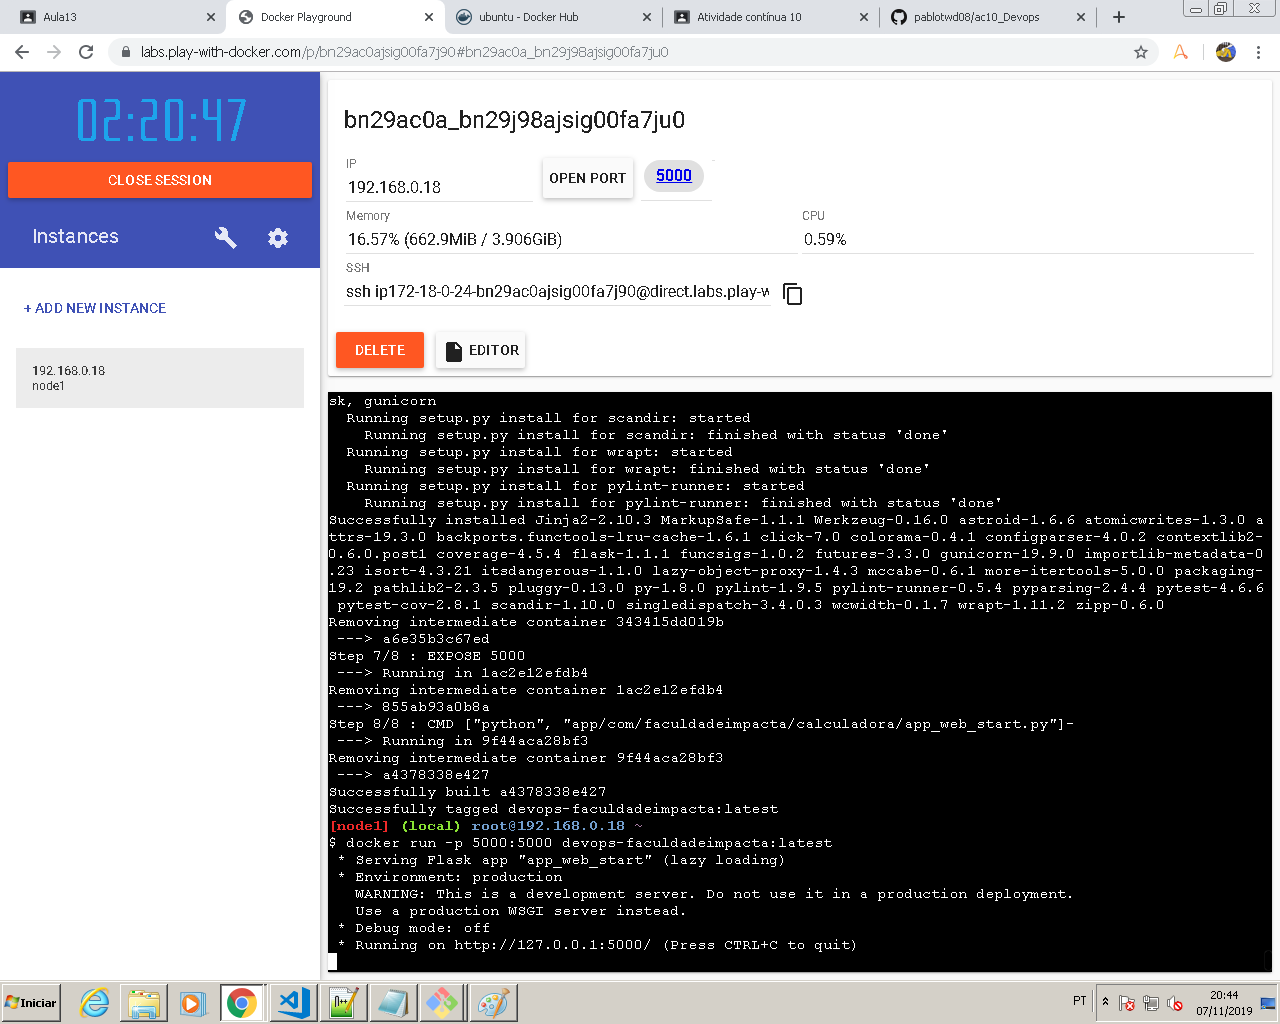 Aula13
Docker Playground
ubuntu - Docker Hub
Atividade contínua 10
pablotwd08/ac10_Devops
labs.play-with-docker.com/p/bn29ac0ajsig00fa7j90#bn29ac0a_bn29j98ajsig00fa7ju0
02:20:47
CLOSE SESSION
Instances
+ ADD NEW INSTANCE
192.168.0.18
node1
bn29ac0a_bn29j98ajsig00fa7ju0
IP
192.168.0.18
OPEN PORT
5000
Memory
16.57% (662.9MiB / 3.906GiB)
CPU
0.59%
SSH
ssh ip172-18-0-24-bn29ac0ajsig00fa7j90@direct.labs.play-w
DELETE
EDITOR
sk, gunicorn
Running setup.py install for scandir: started
Running setup.py install for scandir: finished with status 'done'
Running setup.py install for wrapt: started
Running setup.py install for wrapt: finished with status 'done'
Running setup.py install for pylint-runner: started
Running setup.py install for pylint-runner: finished with status 'done'
Successfully installed Jinja2-2.10.3 MarkupSafe-1.1.1 Werkzeug-0.16.0 astroid-1.6.6 atomicwrites-1.3.0 a
ttrs-19.3.0 backports.functools-lru-cache-1.6.1 click-7.0 colorama-0.4.1 configparser-4.0.2 contextlib2-
0.6.0.post1 coverage-4.5.4 flask-1.1.1 funcsigs-1.0.2 futures-3.3.0 gunicorn-19.9.0 importlib-metadata-0
.23 isort-4.3.21 itsdangerous-1.1.0 lazy-object-proxy-1.4.3 mccabe-0.6.1 more-itertools-5.0.0 packaging-
19.2 pathlib2-2.3.5 pluggy-0.13.0 py-1.8.0 pylint-1.9.5 pylint-runner-0.5.4 pyparsing-2.4.4 pytest-4.6.6
pytest-cov-2.8.1 scandir-1.10.0 singledispatch-3.4.0.3 wcwidth-0.1.7 wrapt-1.11.2 zipp-0.6.0
Removing intermediate container 343415dd019b
---> a6e35b3c67ed
Step 7/8 : EXPOSE 5000
---> Running in 1ac2e12efdb4
Removing intermediate container 1ac2e12efdb4
---> 855ab93a0b8a
Step 8/8 : CMD ["python", "app/com/faculdadeimpacta/calculadora/app_web_start.py"]-
---> Running in 9f44aca28bf3
Removing intermediate container 9f44aca28bf3
---> a4378338e427
Successfully built a4378338e427
Successfully tagged devops-faculdadeimpacta:latest
[node1] (local) root@192.168.0.18 ~
$ docker run -p 5000:5000 devops-faculdadeimpacta:latest
* Serving Flask app "app_web_start" (lazy loading)
* Environment: production
WARNING: This is a development server. Do not use it in a production deployment.
Use a production WSGI server instead.
* Debug mode: off
* Running on http://127.0.0.1:5000/ (Press CTRL+C to quit)
Iniciar
PT
20:44
07/11/2019